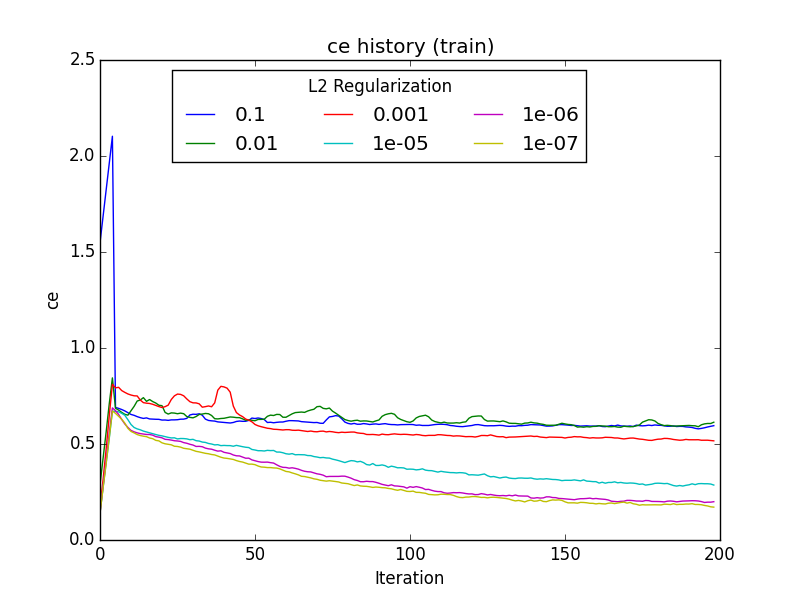 ce history (train)
2.5
L2 Regularization
0.1 0.001 1e-06
0.01 1e-05 1e-07
2.0
1.5
ce
1.0
0.5
0.0
0 50 100 150 200
Iteration